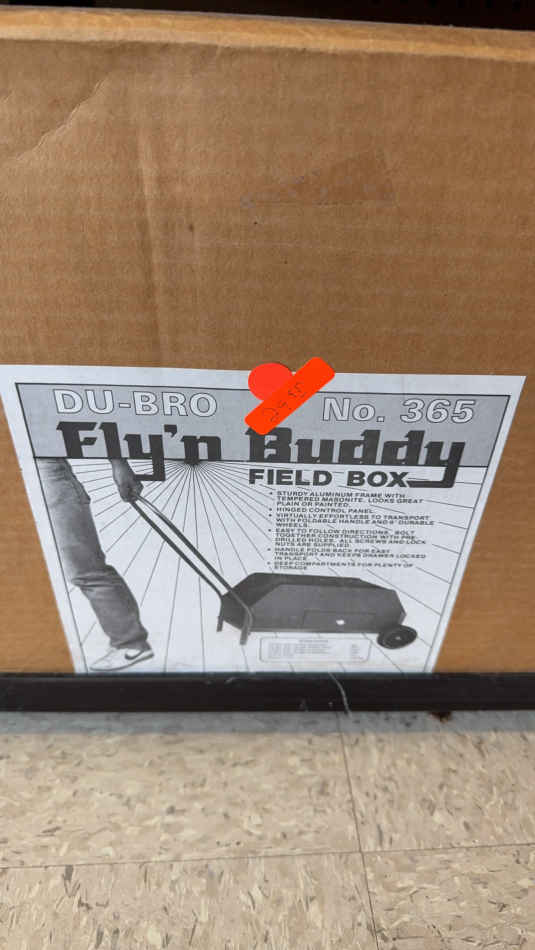 DU-BRO No. 365
Fly'n Buddy
FIELD BOX
• STURDY ALUMINUM FRAME WITH
TEMPERED MASONITE. LOOKS GREAT
PLAIN OR PAINTED.
• HINGED CONTROL PANEL.
• VIRTUALLY EFFORTLESS TO TRANSPORT
WITH FOLDABLE HANDLE AND 6" DURABLE
WHEELS.
• EASY TO FOLLOW DIRECTIONS. BOLT
TOGETHER CONSTRUCTION WITH PRE-
DRILLED HOLES. ALL SCREWS AND LOCK
NUTS ARE SUPPLIED.
• HANDLE FOLDS BACK FOR EASY
TRANSPORT AND KEEPS DRAWER LOCKED
IN PLACE.
• DEEP COMPARTMENTS FOR PLENTY OF
STORAGE.